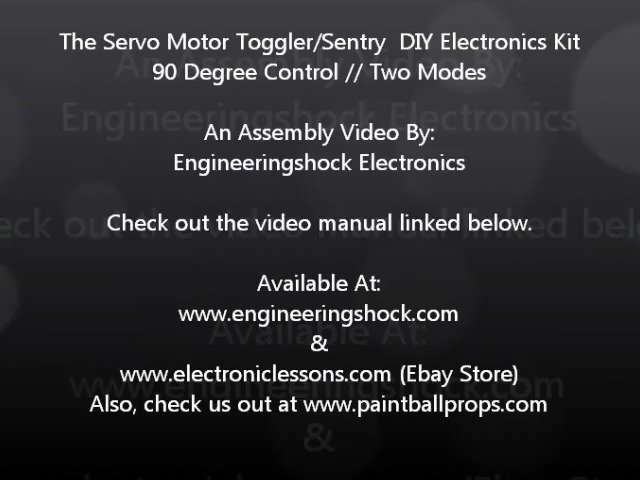 The Servo Motor Toggler/Sentry  DIY Electronics Kit
90 Degree Control // Two Modes
An Assembly Video By:
Engineeringshock Electronics
Check out the video manual linked below.
Available At:
www.engineeringshock.com
&
www.electroniclessons.com (Ebay Store)
Also, check us out at www.paintballprops.com